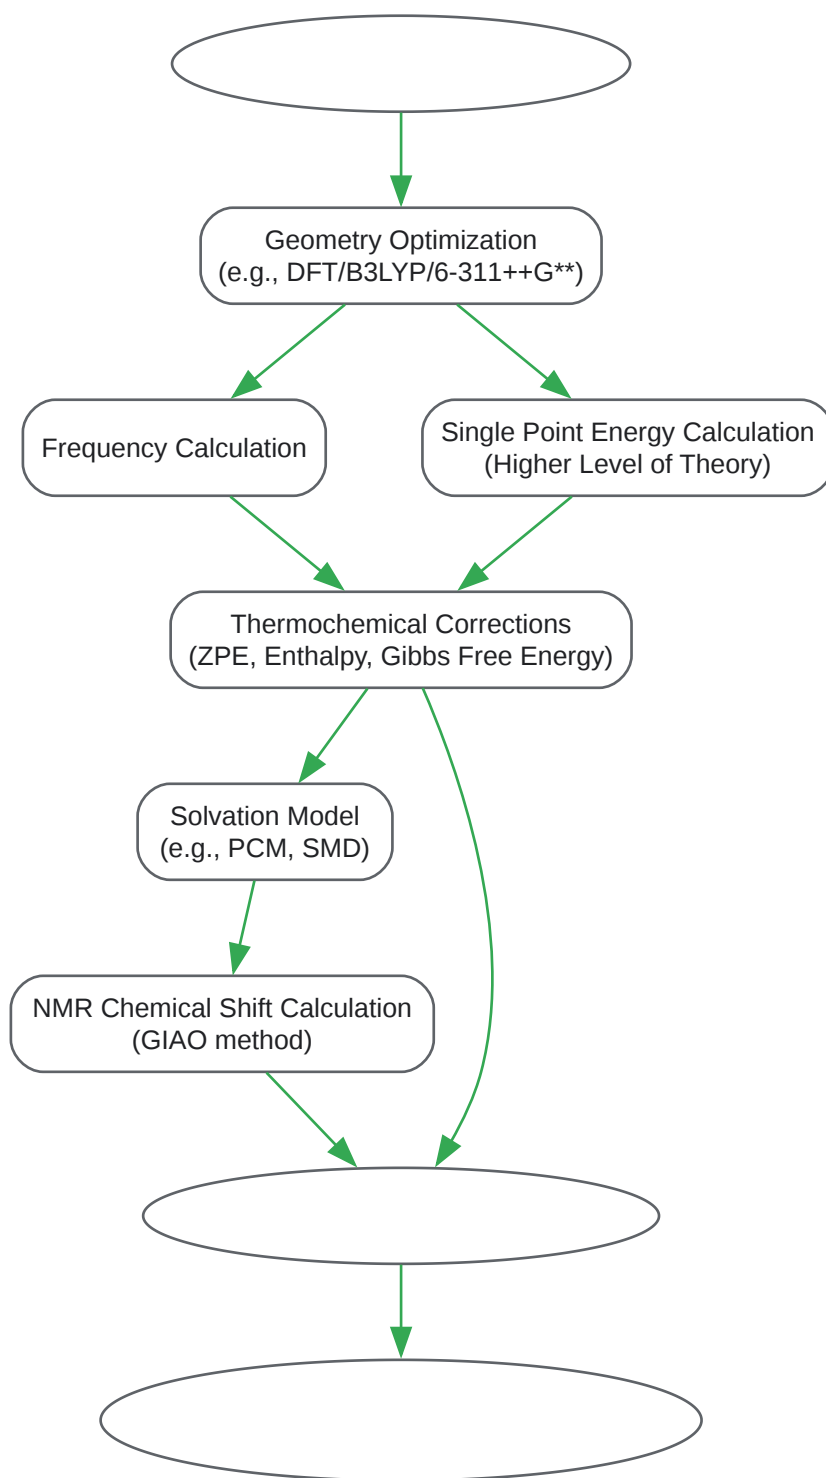 Geometry Optimization
(e.g., DFT/B3LYP/6-311++G**)
Frequency Calculation
Single Point Energy Calculation
(Higher Level of Theory)
Thermochemical Corrections
(ZPE, Enthalpy, Gibbs Free Energy)
Solvation Model
(e.g., PCM, SMD)
NMR Chemical Shift Calculation
(GIAO method)